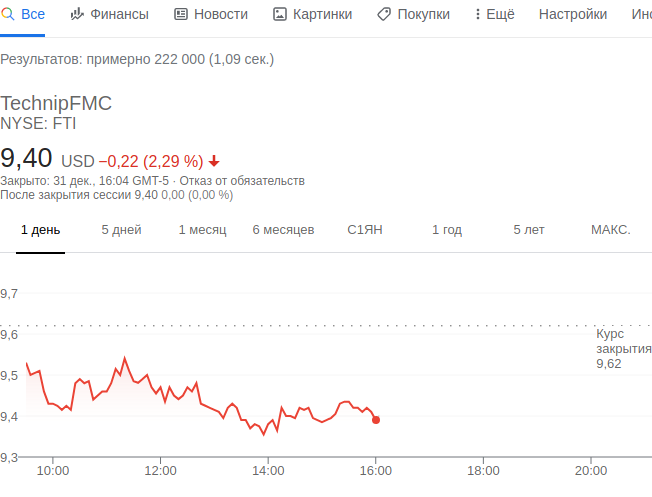 Все Финансы Новости Картинки Покупки Ещё Настройки
Результатов: примерно 222 000 (1,09 сек.)
TechnipFMC
NYSE: FTI
9,40 USD −0,22 (2,29 %)
Закрыто: 31 дек., 16:04 GMT-5 · Отказ от обязательств
После закрытия сессии 9,40 0,00 (0,00 %)
1 день 5 дней 1 месяц 6 месяцев С1ЯН 1 год 5 лет МАКС.
9,7
9,6
Курс
закрытия
9,62
9,5
9,4
9,3
10:00 12:00 14:00 16:00 18:00 20:00